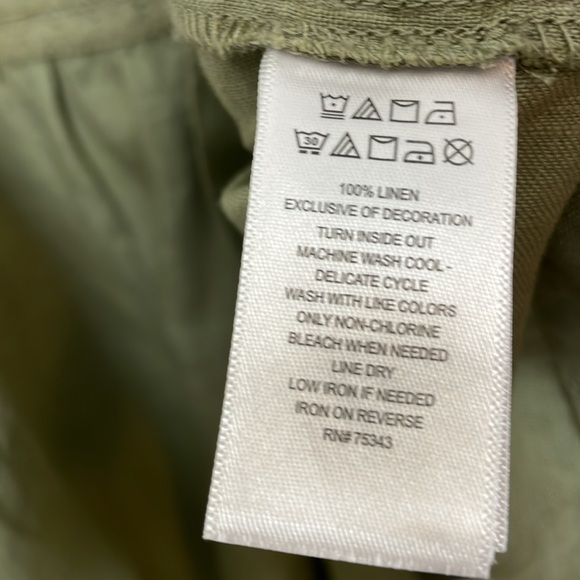 30
100% LINEN
EXCLUSIVE OF DECORATION
TURN INSIDE OUT
MACHINE WASH COOL -
DELICATE CYCLE
WASH WITH LIKE COLORS
ONLY NON-CHLORINE
BLEACH WHEN NEEDED
LINE DRY
LOW IRON IF NEEDED
IRON ON REVERSE
RN# 75343